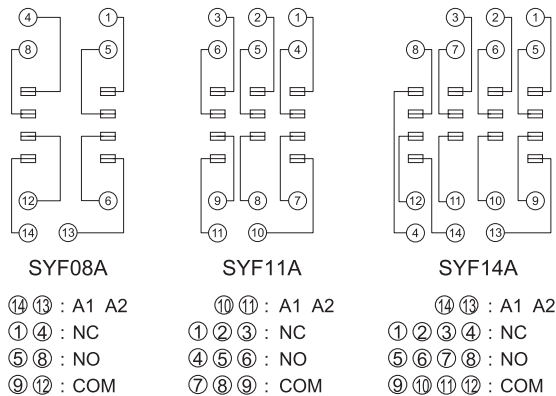 ④ ①
⑧ ⑤
⑫ ⑥
⑭ ⑬
SYF08A
⑭ ⑬ : A1 A2
① ④ : NC
⑤ ⑧ : NO
⑨ ⑫ : COM
③ ② ①
⑥ ⑤ ④
⑨ ⑧ ⑦
⑪ ⑩
SYF11A
⑩ ⑪ : A1 A2
① ② ③ : NC
④ ⑤ ⑥ : NO
⑦ ⑧ ⑨ : COM
③ ② ①
⑧ ⑦ ⑥ ⑤
⑫ ⑪ ⑩ ⑨
④ ⑭ ⑬
SYF14A
⑭ ⑬ : A1 A2
① ② ③ ④ : NC
⑤ ⑥ ⑦ ⑧ : NO
⑨ ⑩ ⑪ ⑫ : COM